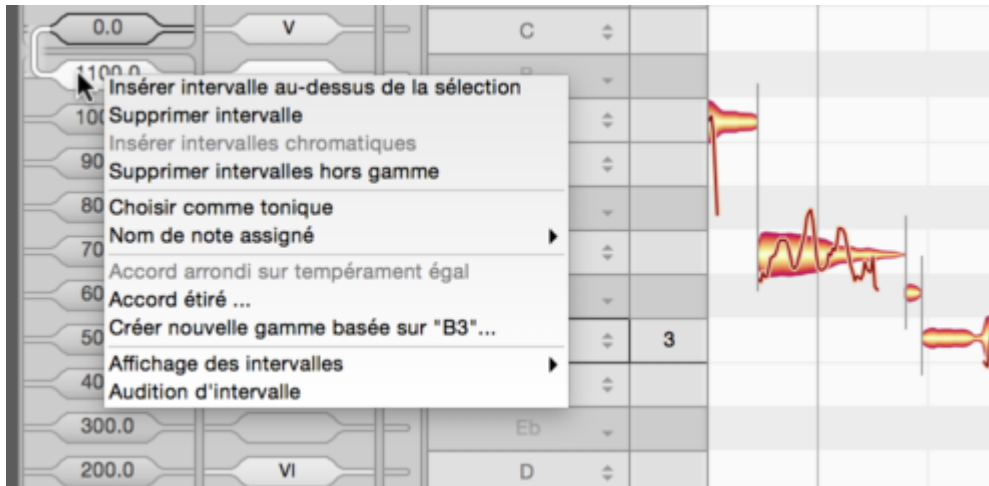 0.0 V C
1100.0
Insérer intervalle au-dessus de la sélection
Supprimer intervalle
Insérer intervalles chromatiques
Supprimer intervalles hors gamme
Choisir comme tonique
Nom de note assigné
Accord arrondi sur tempérament égal
Accord étiré ...
Créer nouvelle gamme basée sur "B3"...
3
Affichage des intervalles
Audition d'intervalle
300.0 Eb
200.0 VI D